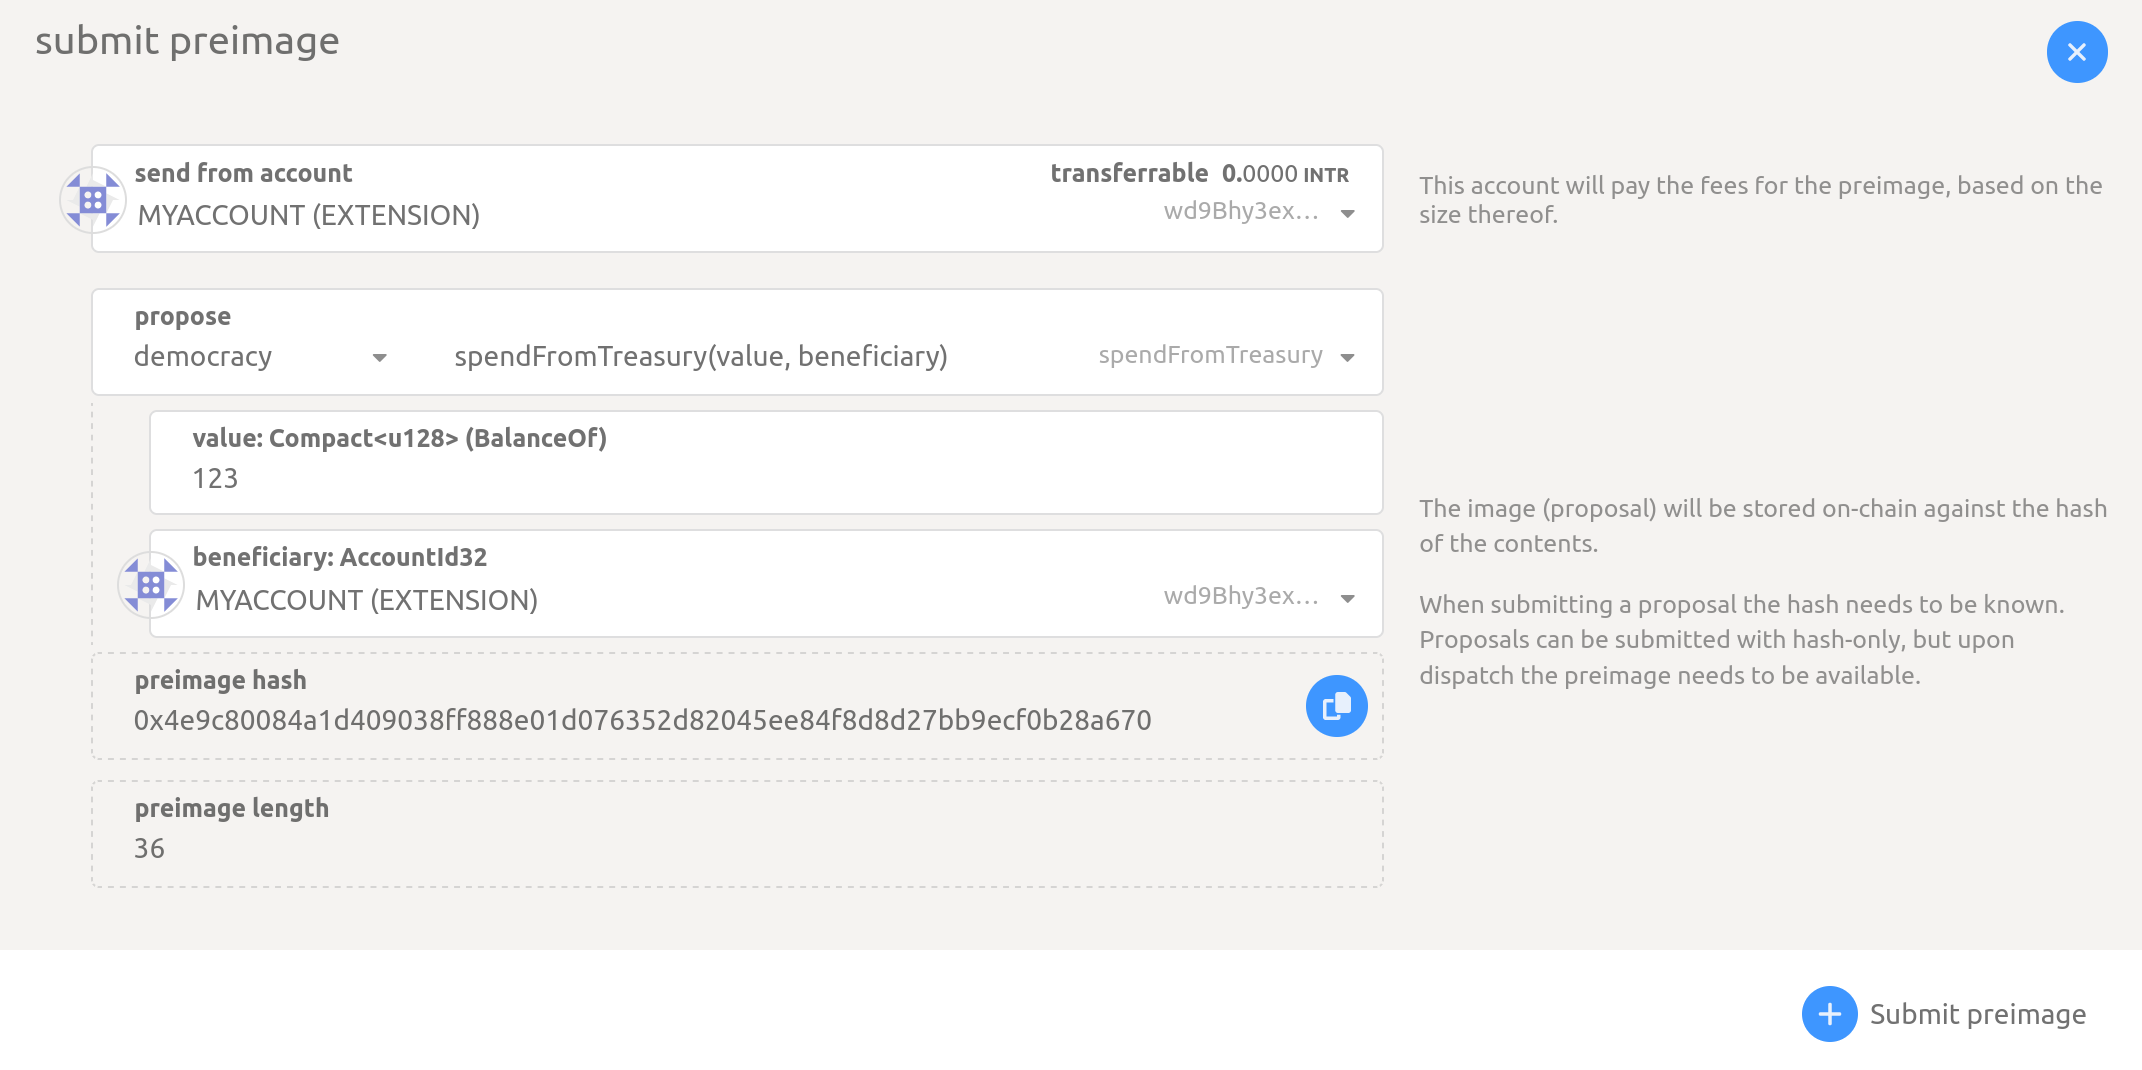 submit preimage
send from account
transferrable 0.0000 INTR
MYACCOUNT (EXTENSION)
wd9Bhy3ex…
This account will pay the fees for the preimage, based on the
size thereof.
propose
democracy
spendFromTreasury(value, beneficiary)
spendFromTreasury
value: Compact<u128> (BalanceOf)
123
beneficiary: AccountId32
MYACCOUNT (EXTENSION)
wd9Bhy3ex…
The image (proposal) will be stored on-chain against the hash
of the contents.
When submitting a proposal the hash needs to be known.
Proposals can be submitted with hash-only, but upon
dispatch the preimage needs to be available.
preimage hash
0x4e9c80084a1d409038ff888e01d076352d82045ee84f8d8d27bb9ecf0b28a670
preimage length
36
Submit preimage